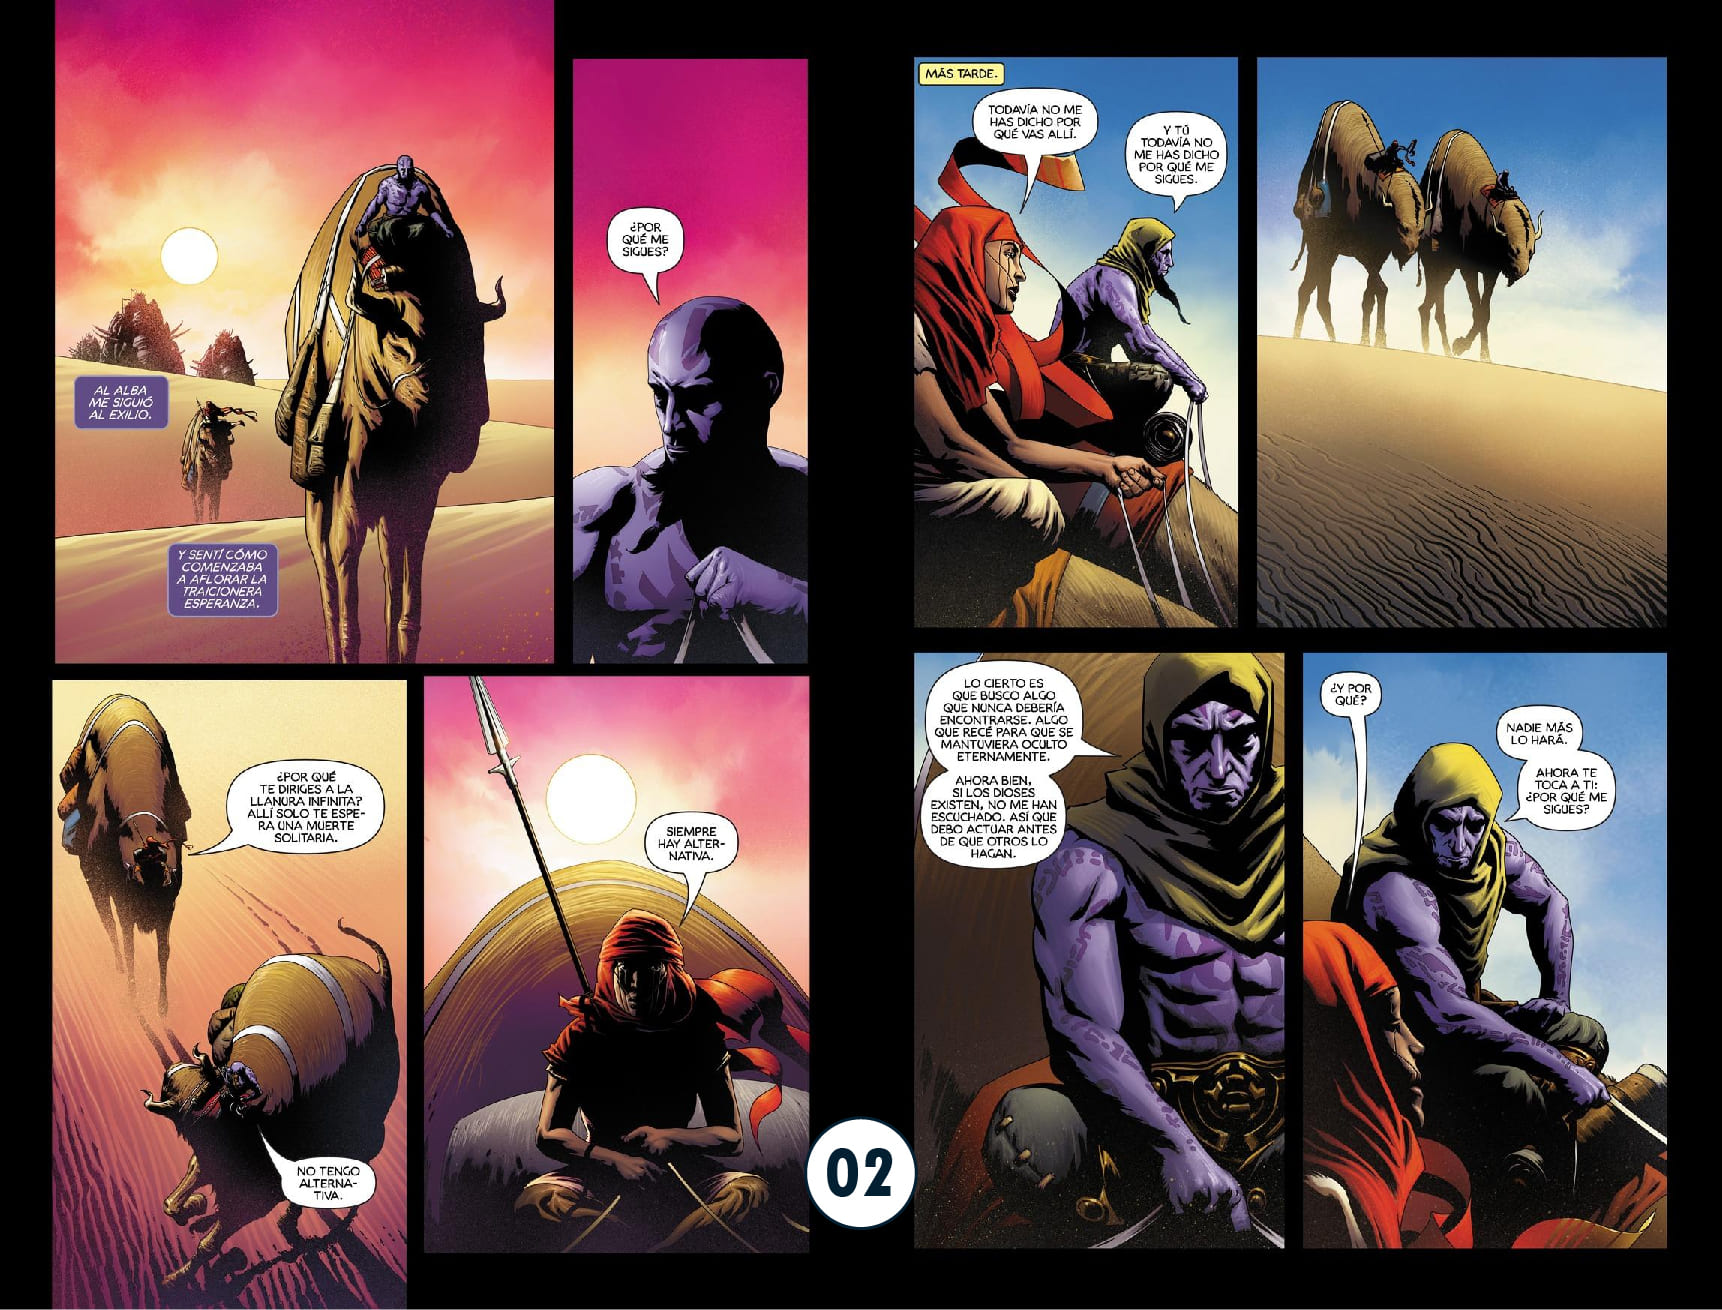 AL ALBA
ME SIGUIÓ
AL EXILIO.
Y SENTÍ CÓMO
COMENZABA
A AFLORAR LA
TRAICIONERA
ESPERANZA.
¿POR
QUÉ ME
SIGUES?
¿POR QUÉ
TE DIRIGES A LA
LLANURA INFINITA?
ALLÍ SOLO TE ESPE-
RA UNA MUERTE
SOLITARIA.
NO TENGO
ALTERNA-
TIVA.
SIEMPRE
HAY ALTER-
NATIVA.
MÁS TARDE.
TODAVÍA NO ME
HAS DICHO POR
QUÉ VAS ALLÍ.
Y TÚ
TODAVÍA NO
ME HAS DICHO
POR QUÉ ME
SIGUES.
LO CIERTO ES
QUE BUSCO ALGO
QUE NUNCA DEBERÍA
ENCONTRARSE. ALGO
QUE RECÉ PARA QUE SE
MANTUVIERA OCULTO
ETERNAMENTE.
AHORA BIEN,
SI LOS DIOSES
EXISTEN, NO ME HAN
ESCUCHADO. ASÍ QUE
DEBO ACTUAR ANTES
DE QUE OTROS LO
HAGAN.
¿Y POR
QUÉ?
NADIE MÁS
LO HARÁ.
AHORA TE
TOCA A TI:
¿POR QUÉ ME
SIGUES?
02